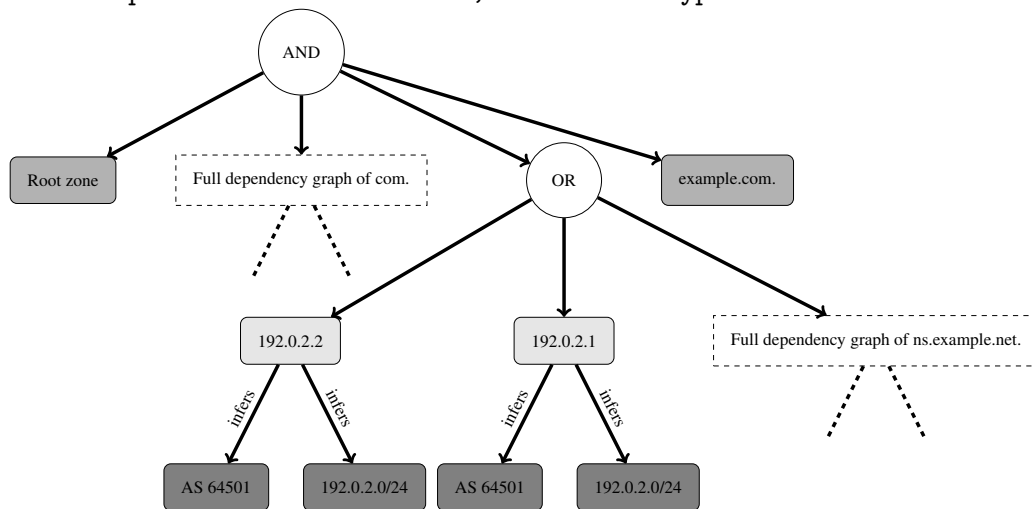 AND
Root zone
Full dependency graph of com.
OR
example.com.
192.0.2.2
192.0.2.1
Full dependency graph of ns.example.net.
infers
infers
infers
infers
AS 64501
192.0.2.0/24
AS 64501
192.0.2.0/24